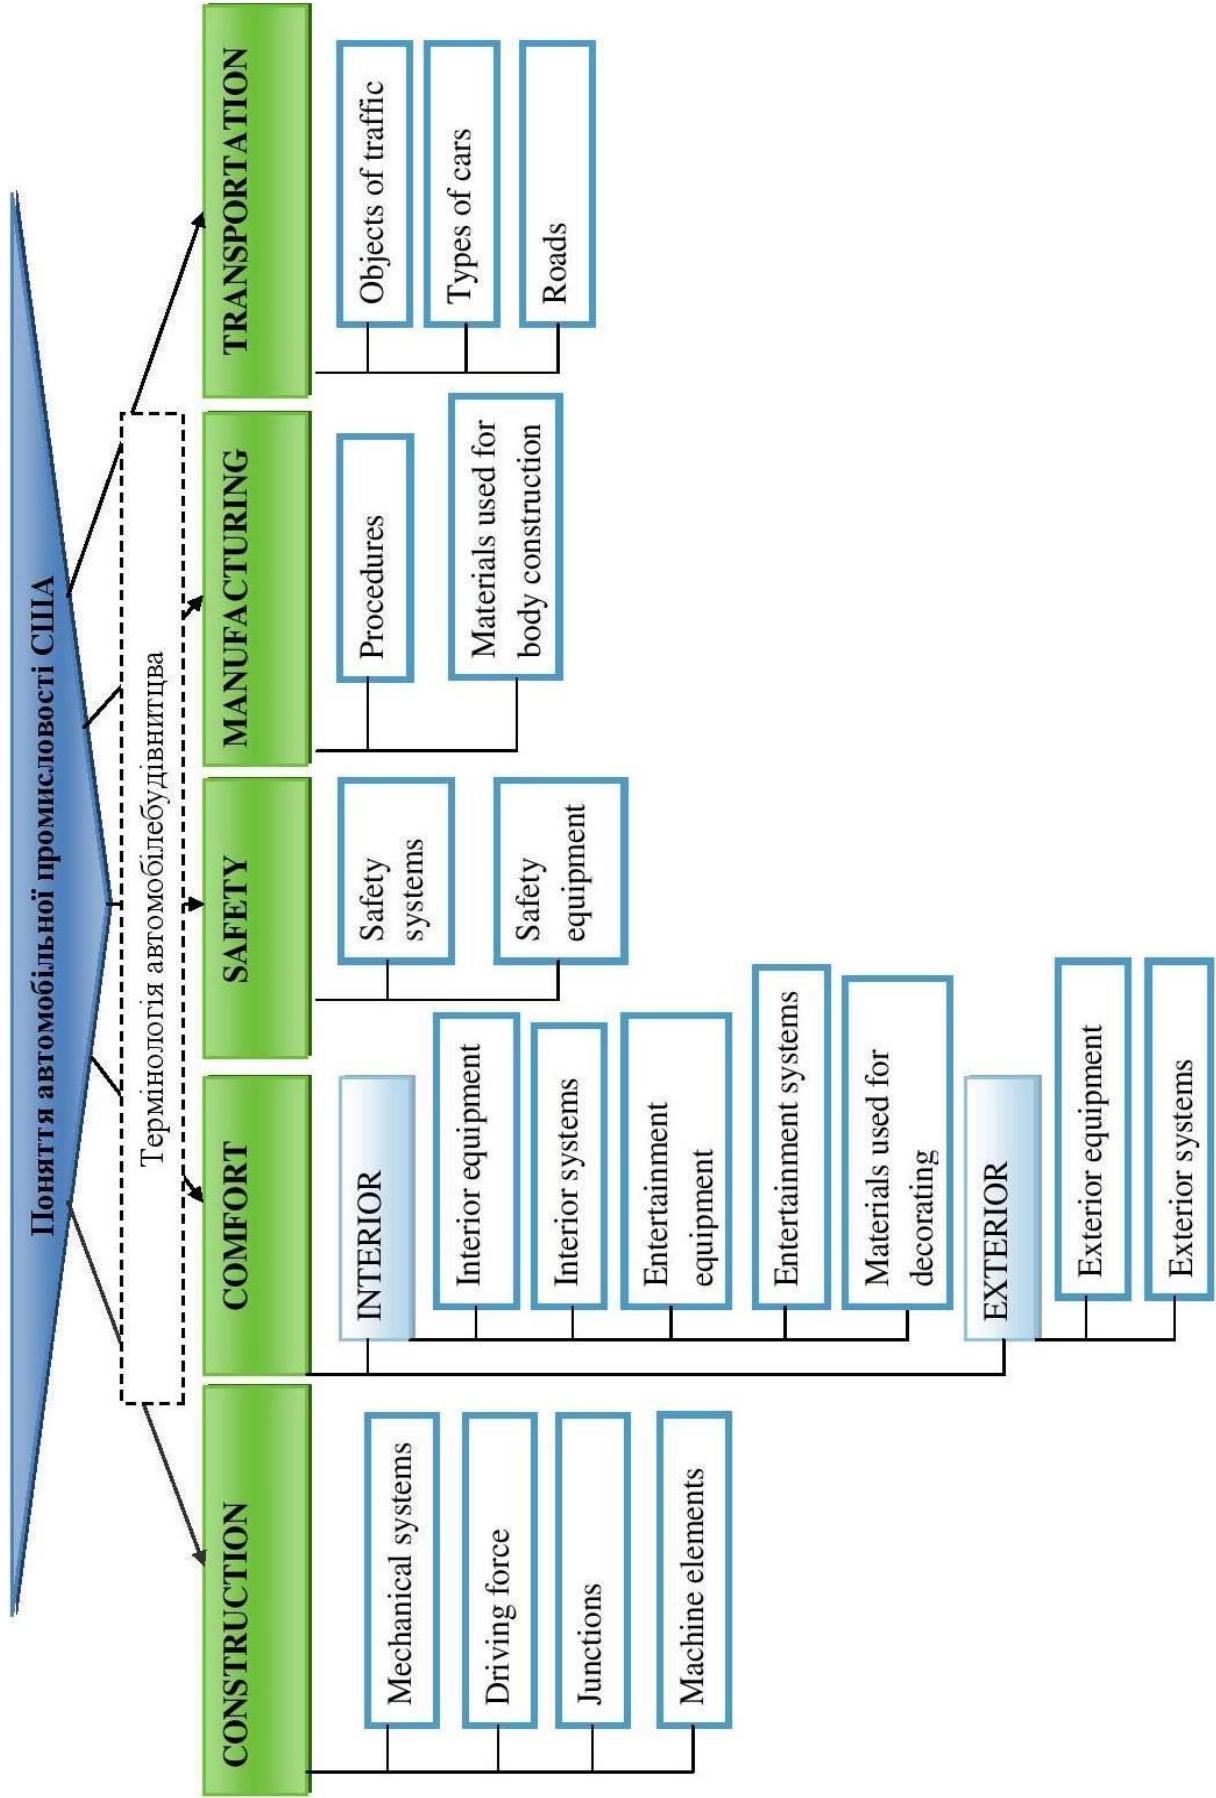 Поняття автомобільної промисловості США
Термінологія автомобілебудівнитцва
CONSTRUCTION
Mechanical systems
Driving force
Junctions
Machine elements
COMFORT
INTERIOR
Interior equipment
Interior systems
Entertainment
equipment
Entertainment systems
Materials used for
decorating
EXTERIOR
Exterior equipment
Exterior systems
SAFETY
Safety
systems
Safety
equipment
MANUFACTURING
Procedures
Materials used for
body construction
TRANSPORTATION
Objects of traffic
Types of cars
Roads